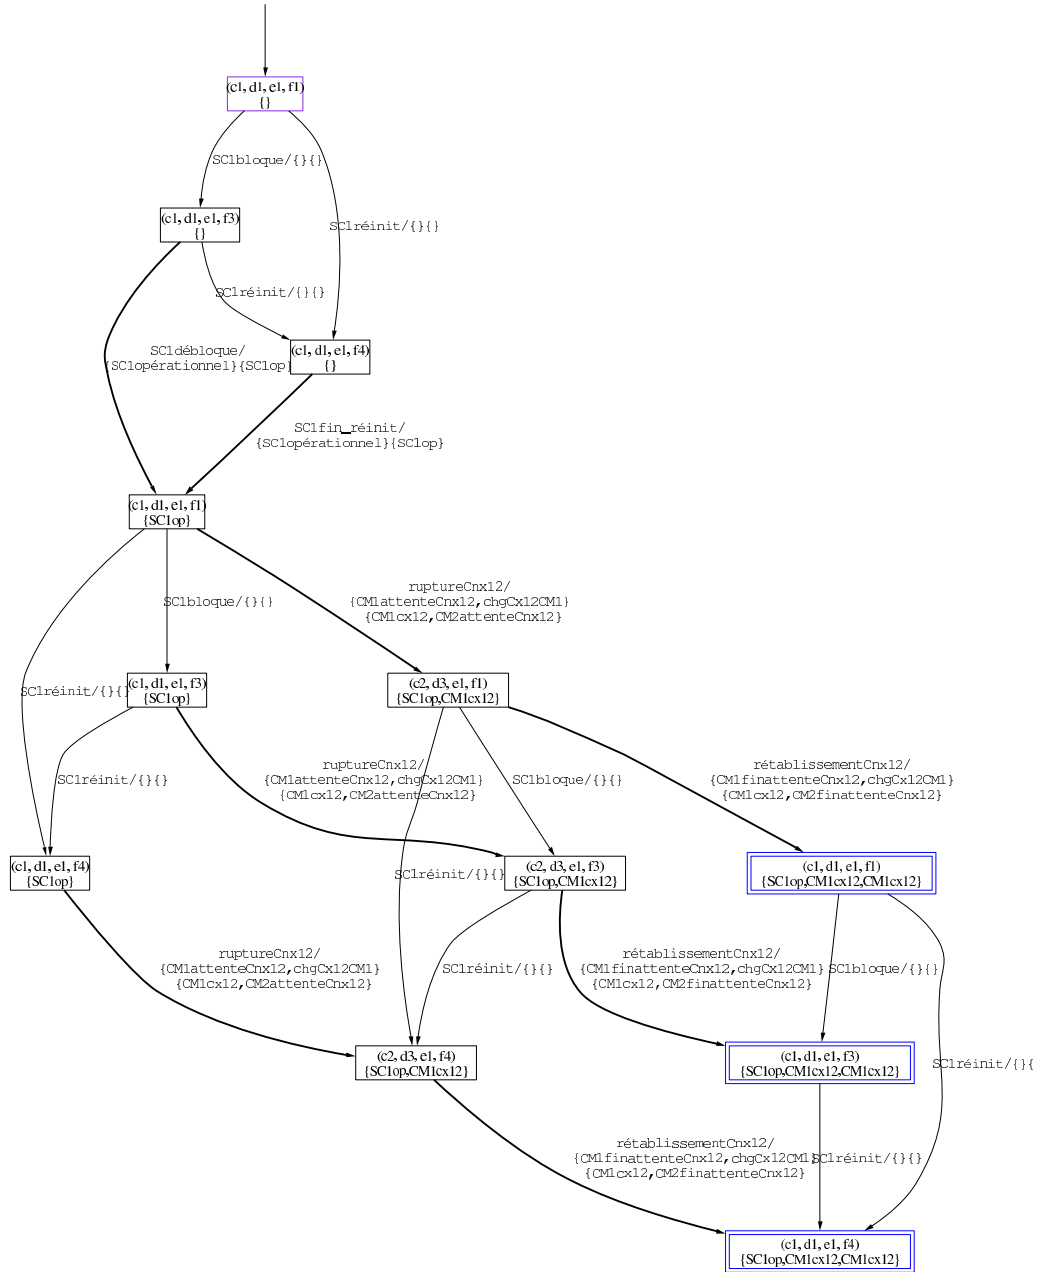 (c1, d1, e1, f1)
{}
SC1bloque/{}{}
(c1, d1, e1, f3)
{}
SC1réinit/{}{}
SC1réinit/{}{}
SC1débloque/
{SC1opérationnel}{SC1op}
(c1, d1, e1, f4)
{}
SC1fin_réinit/
{SC1opérationnel}{SC1op}
(c1, d1, e1, f1)
{SC1op}
ruptureCnx12/
{CM1attenteCnx12,chgCx12CM1}
{CM1cx12,CM2attenteCnx12}
SC1bloque/{}{}
SC1réinit/{}{}
(c1, d1, e1, f3)
{SC1op}
(c2, d3, e1, f1)
{SC1op,CM1cx12}
SC1réinit/{}{}
ruptureCnx12/
{CM1attenteCnx12,chgCx12CM1}
{CM1cx12,CM2attenteCnx12}
SC1bloque/{}{}
rétablissementCnx12/
{CM1finattenteCnx12,chgCx12CM1}
{CM1cx12,CM2finattenteCnx12}
(c1, d1, e1, f4)
{SC1op}
SC1réinit/{}{}
(c2, d3, e1, f3)
{SC1op,CM1cx12}
(c1, d1, e1, f1)
{SC1op,CM1cx12,CM1cx12}
ruptureCnx12/
{CM1attenteCnx12,chgCx12CM1}
{CM1cx12,CM2attenteCnx12}
SC1réinit/{}{}
rétablissementCnx12/
{CM1finattenteCnx12,chgCx12CM1}
{CM1cx12,CM2finattenteCnx12}
SC1bloque/{}{}
(c2, d3, e1, f4)
{SC1op,CM1cx12}
(c1, d1, e1, f3)
{SC1op,CM1cx12,CM1cx12}
SC1réinit/{}{
rétablissementCnx12/
{CM1finattenteCnx12,chgCx12CM1}
{CM1cx12,CM2finattenteCnx12}
SC1réinit/{}{}
(c1, d1, e1, f4)
{SC1op,CM1cx12,CM1cx12}